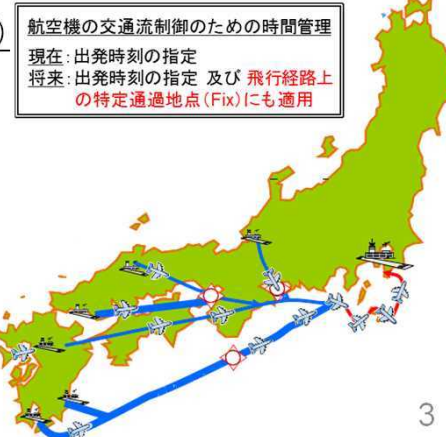 )
航空機の交通流制御のための時間管理
現在：出発時刻の指定
将来：出発時刻の指定 及び 飛行経路上
の特定通過地点(Fix)にも適用
3